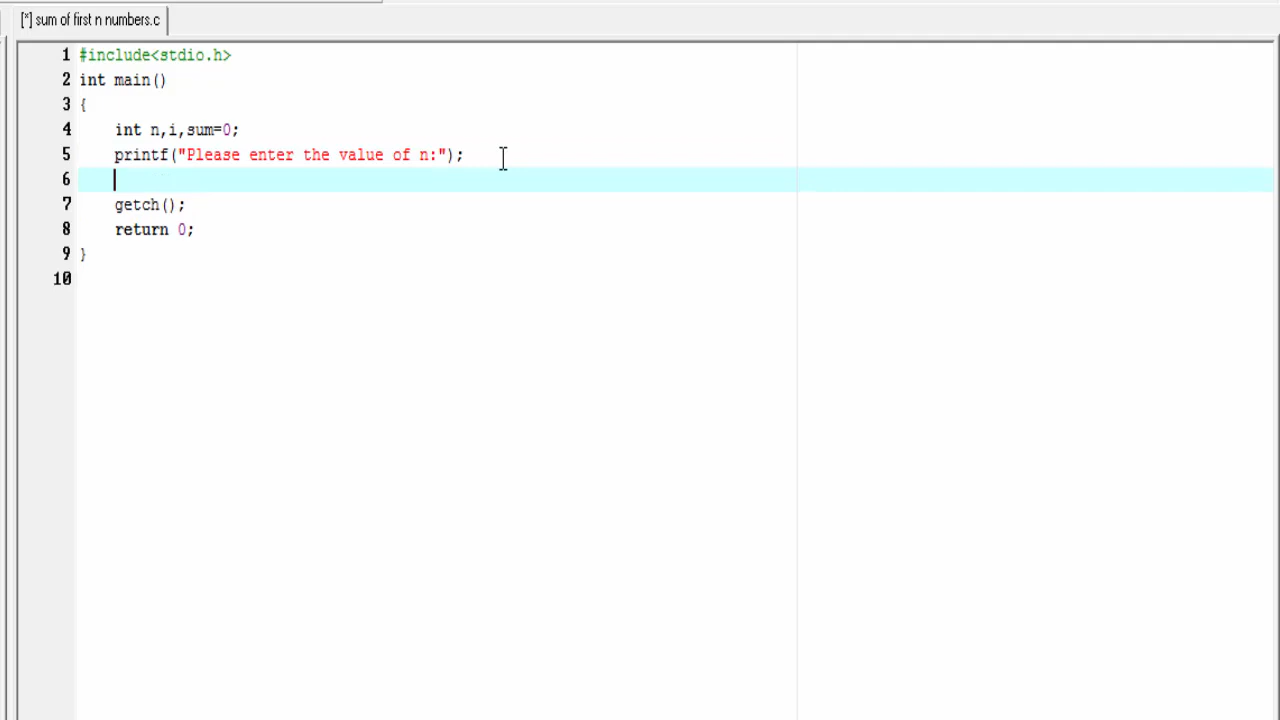 [*] sum of first n numbers.c
1 #include<stdio.h>
2 int main()
3 {
4 int n,i,sum=0;
5 printf("Please enter the value of n:");
6
7 getch();
8 return 0;
9 }
10